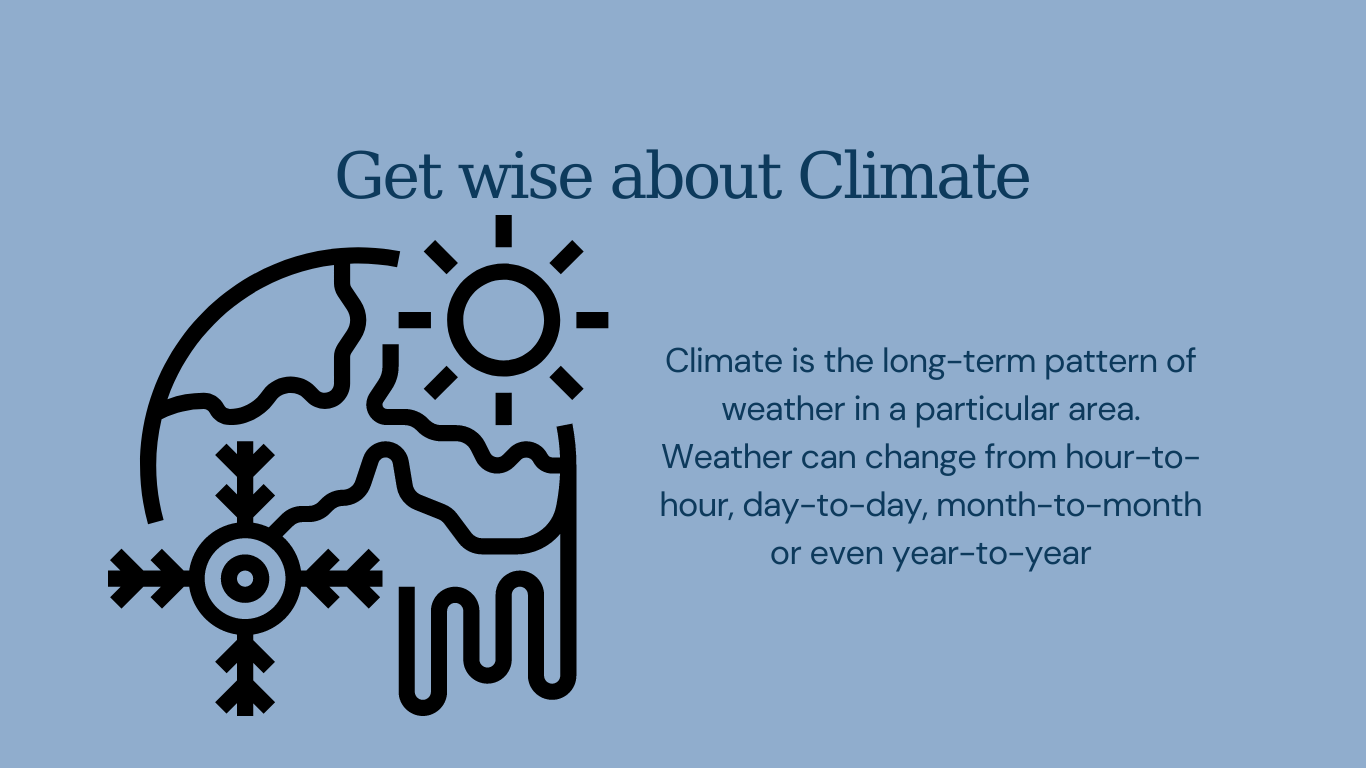 Get wise about Climate
Climate is the long-term pattern of
weather in a particular area.
Weather can change from hour-to-
hour, day-to-day, month-to-month
or even year-to-year